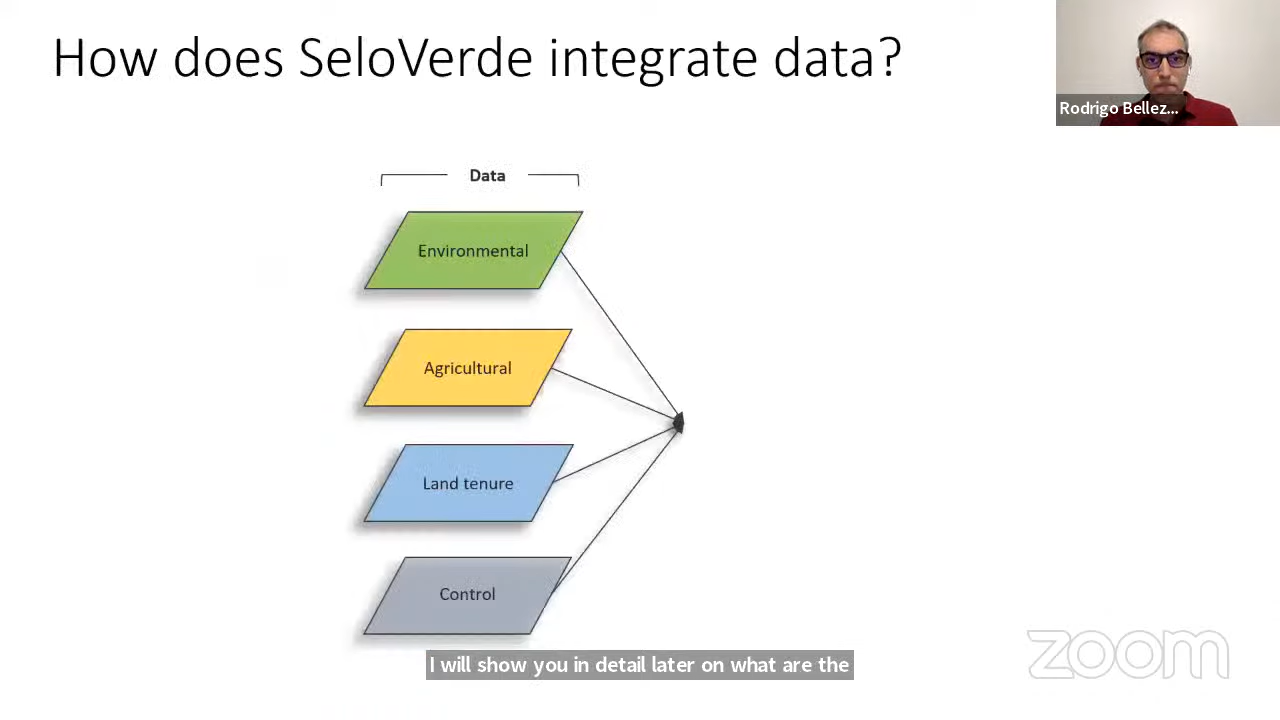 How does SeloVerde integrate data?
Rodrigo Bellez...
Data
Environmental
Agricultural
Land tenure
Control
I will show you in detail later on what are the
zoom